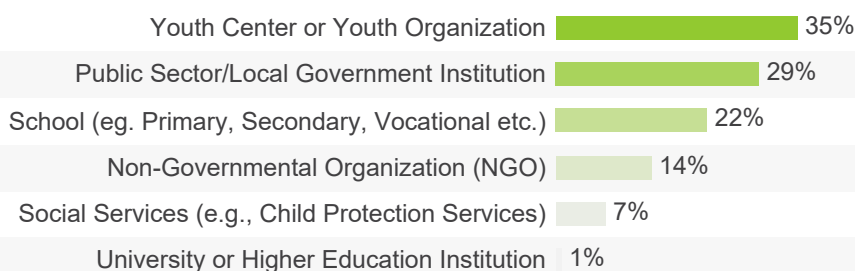 Youth Center or Youth Organization 35%
Public Sector/Local Government Institution 29%
School (eg. Primary, Secondary, Vocational etc.) 22%
Non-Governmental Organization (NGO) 14%
Social Services (e.g., Child Protection Services) 7%
University or Higher Education Institution 1%